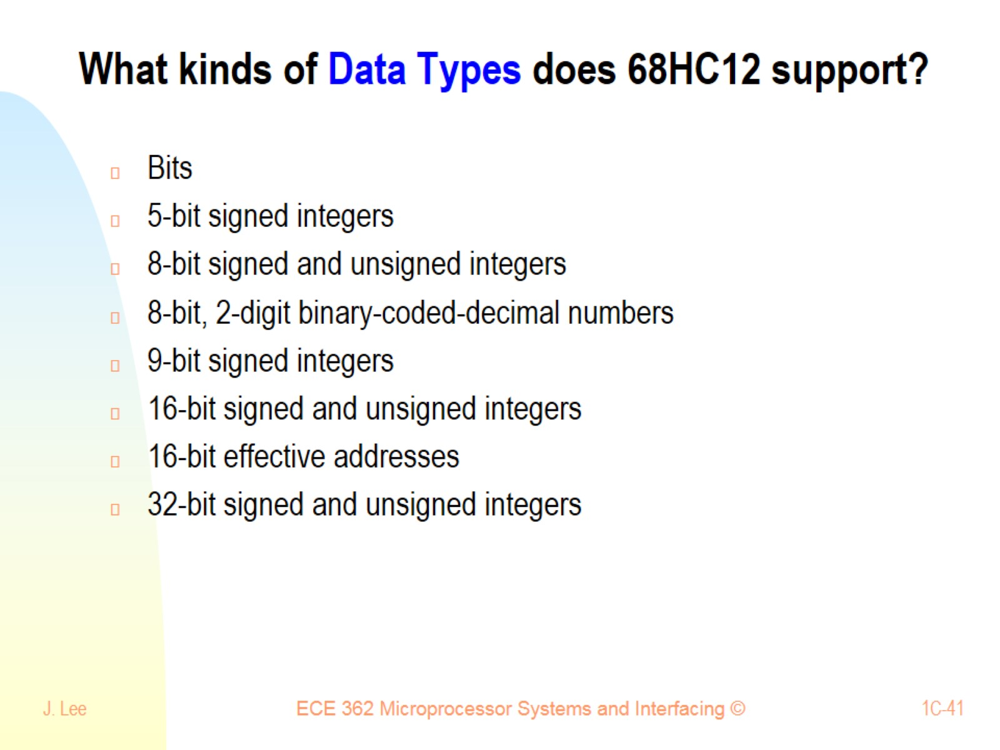 What kinds of Data Types does 68HC12 support?
Bits
5-bit signed integers
8-bit signed and unsigned integers
8-bit, 2-digit binary-coded-decimal numbers
9-bit signed integers
16-bit signed and unsigned integers
16-bit effective addresses
32-bit signed and unsigned integers
J. Lee
ECE 362 Microprocessor Systems and Interfacing ©
1C-41